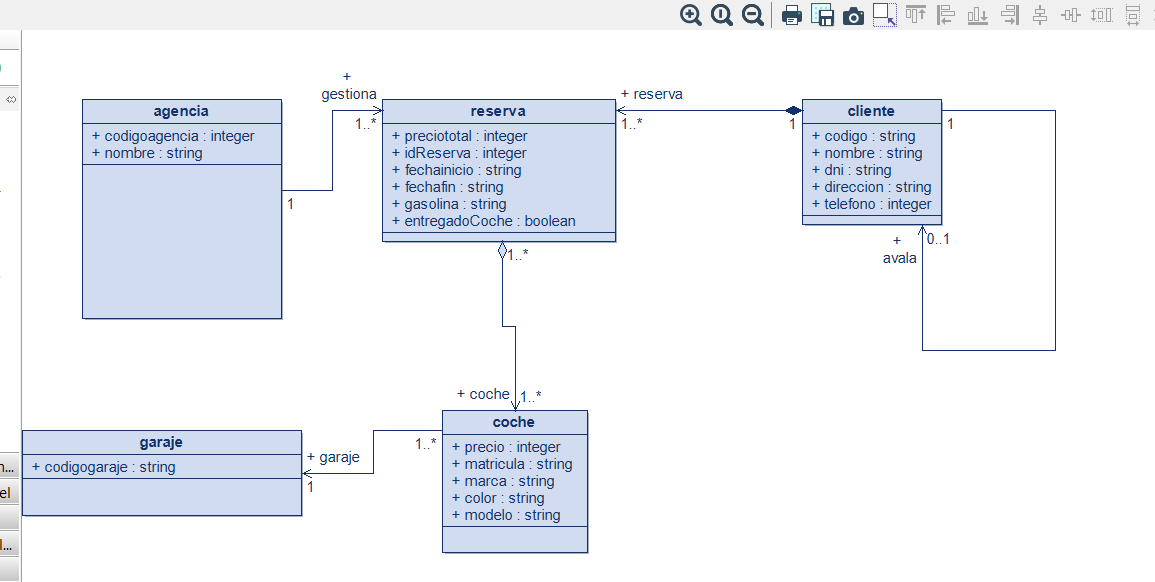 +
gestiona
agencia
+ codigoagencia : integer
+ nombre : string
1
1..*
reserva
+ preciototal : integer
+ idReserva : integer
+ fechainicio : string
+ fechafin : string
+ gasolina : string
+ entregadoCoche : boolean
+ reserva
1..*
1
cliente
+ codigo : string
+ nombre : string
+ dni : string
+ direccion : string
+ telefono : integer
1
+
avala
0..1
1..*
+ coche
1..*
coche
+ precio : integer
+ matricula : string
+ marca : string
+ color : string
+ modelo : string
1..*
+ garaje
1
garaje
+ codigogaraje : string
n...
el
...